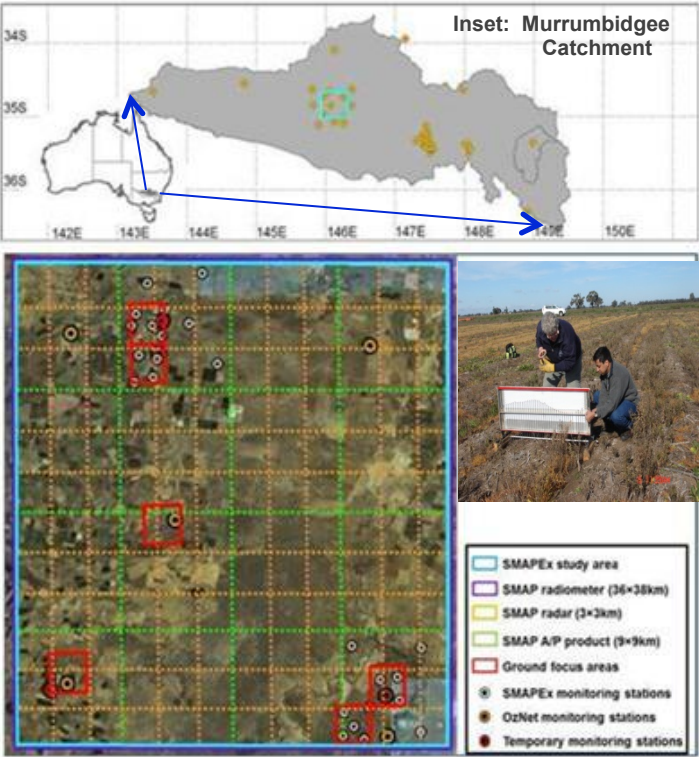 Inset: Murrumbidgee
Catchment
34S
35S
36S
142E 143E 144E 145E 146E 147E 148E 149E 150E
SMAPEx study area
SMAP radiometer (36×38km)
SMAP radar (3×3km)
SMAP A/P product (9×9km)
Ground focus areas
SMAPEx monitoring stations
OzNet monitoring stations
Temporary monitoring stations